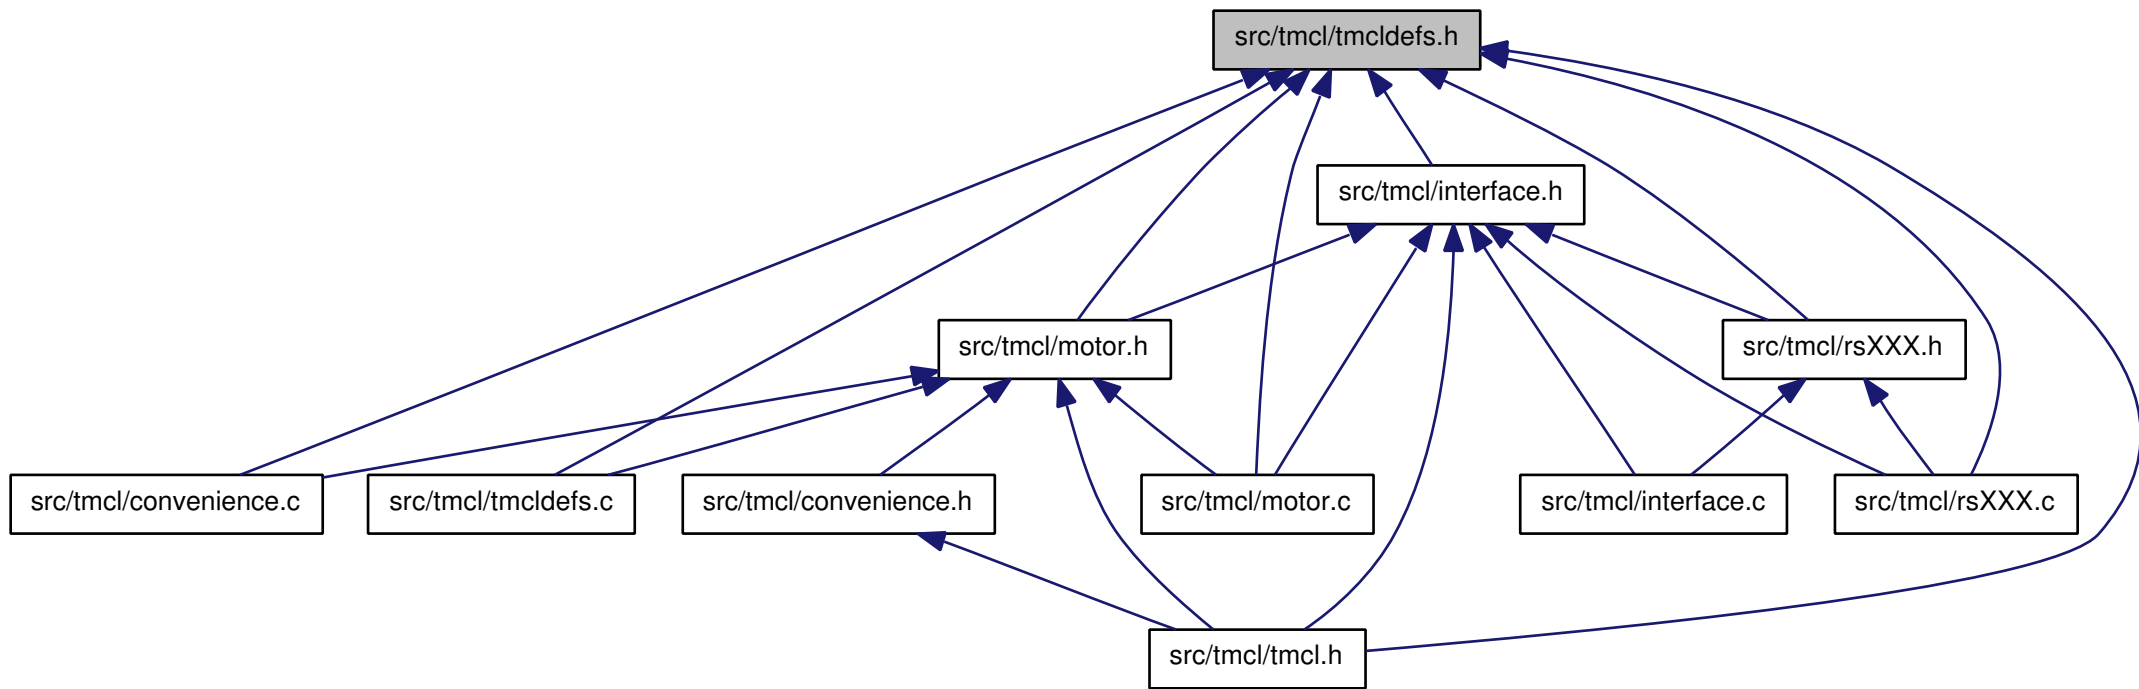 src/tmcl/tmcldefs.h
src/tmcl/interface.h
src/tmcl/motor.h
src/tmcl/rsXXX.h
src/tmcl/convenience.c
src/tmcl/tmcldefs.c
src/tmcl/convenience.h
src/tmcl/motor.c
src/tmcl/interface.c
src/tmcl/rsXXX.c
src/tmcl/tmcl.h